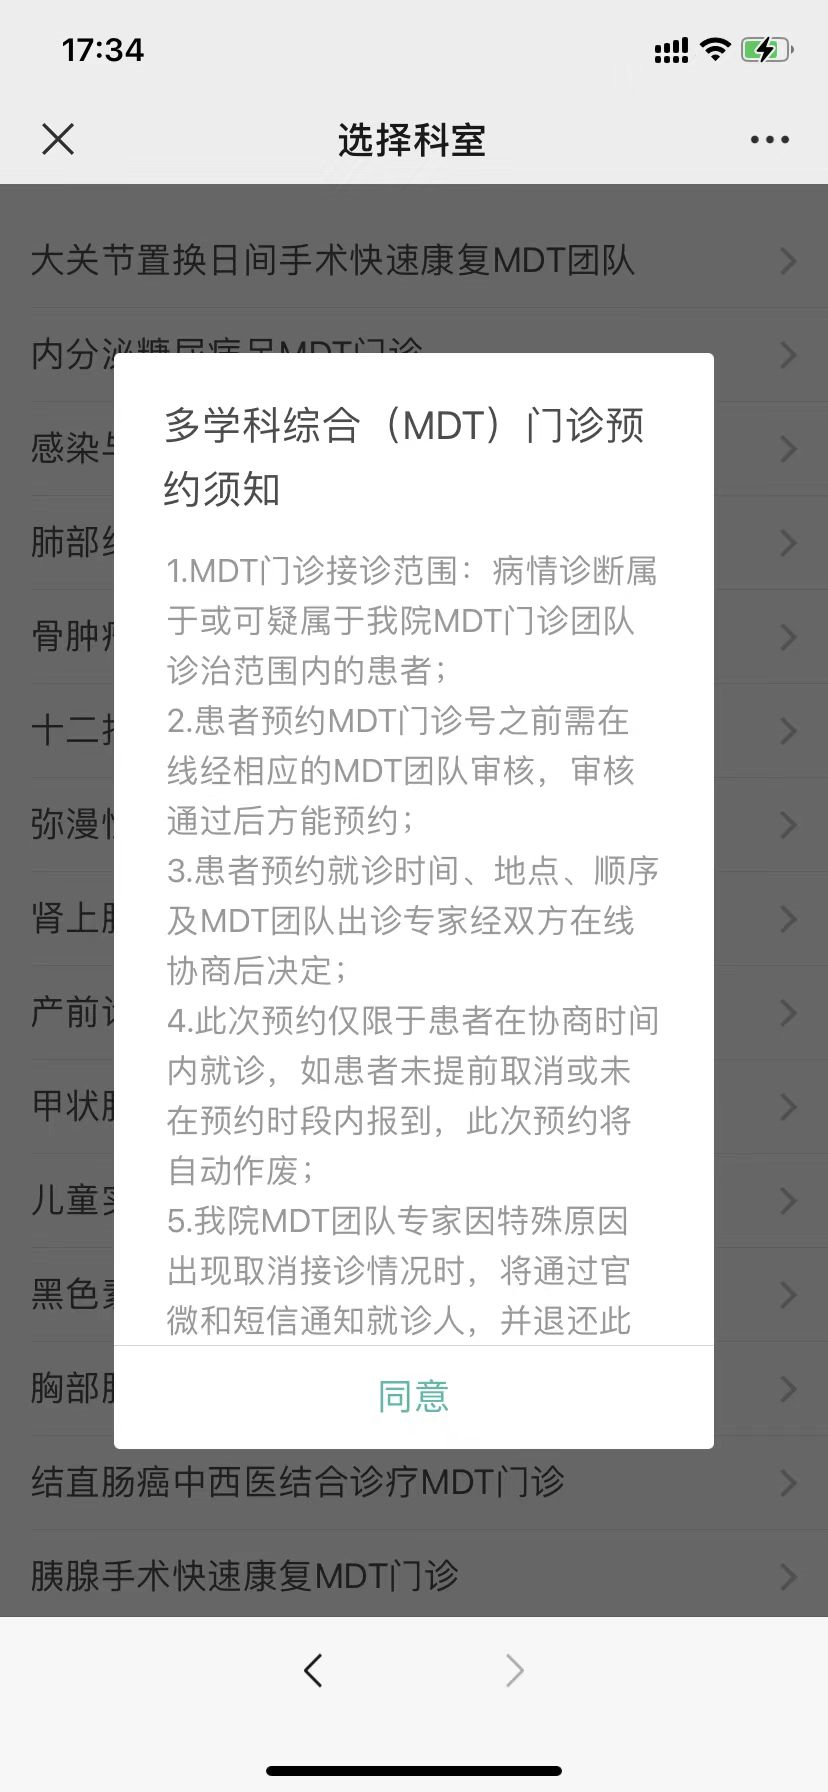 17:34
选择科室
大关节置换日间手术快速康复MDT团队
内分泌糖尿病足MDT门诊
感染
肺部
骨肿
十二
弥漫
肾上
产前
甲状
儿童
黑色
胸部
多学科综合（MDT）门诊预
约须知
1.MDT门诊接诊范围：病情诊断属
于或可疑属于我院MDT门诊团队
诊治范围内的患者；
2.患者预约MDT门诊号之前需在
线经相应的MDT团队审核，审核
通过后方能预约；
3.患者预约就诊时间、地点、顺序
及MDT团队出诊专家经双方在线
协商后决定；
4.此次预约仅限于患者在协商时间
内就诊，如患者未提前取消或未
在预约时段内报到，此次预约将
自动作废；
5.我院MDT团队专家因特殊原因
出现取消接诊情况时，将通过官
微和短信通知就诊人，并退还此
同意
结直肠癌中西医结合诊疗MDT门诊
胰腺手术快速康复MDT门诊